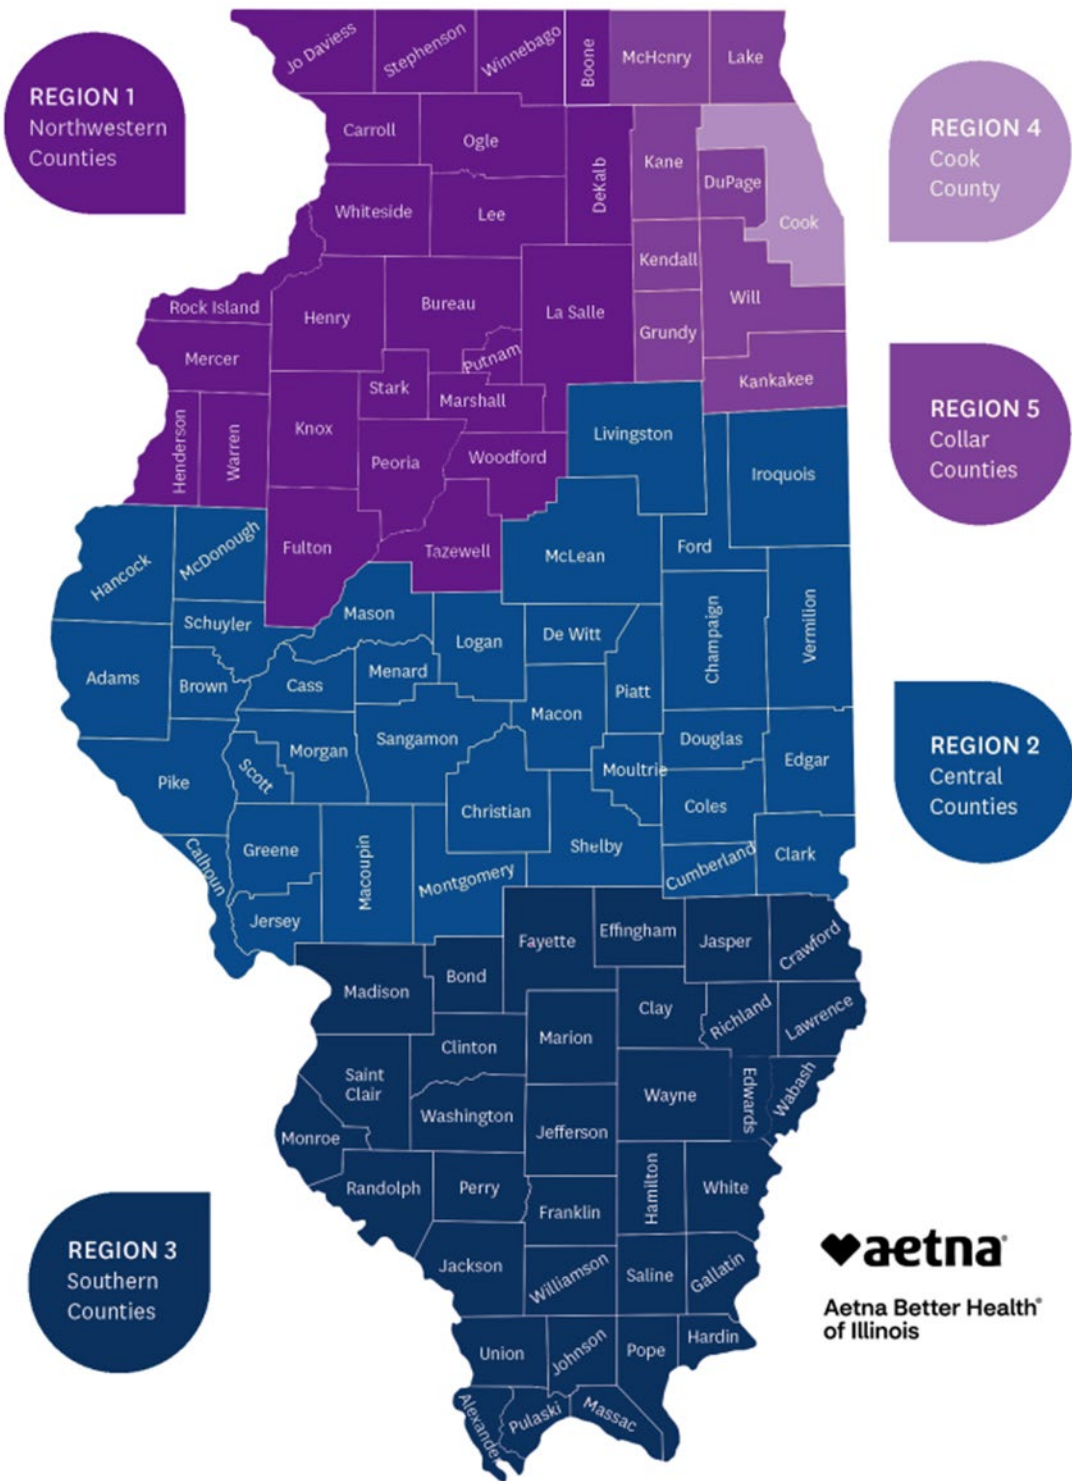 REGION 1
Northwestern
Counties
Jo Daviess
Stephenson
Winnebago
Boone
McHenry
Lake
REGION 4
Cook
County
Carroll
Ogle
DeKalb
Kane
DuPage
Cook
Whiteside
Lee
Kendall
Will
Rock Island
Henry
Bureau
La Salle
Grundy
Mercer
Putnam
Kankakee
Stark
Marshall
REGION 5
Collar
Counties
Henderson
Warren
Knox
Peoria
Woodford
Livingston
Iroquois
Fulton
Tazewell
McLean
Ford
Hancock
McDonough
Mason
Schuyler
Logan
De Witt
Champaign
Vermilion
Adams
Brown
Cass
Menard
Piatt
Macon
REGION 2
Central
Counties
Pike
Scott
Morgan
Sangamon
Christian
Moultrie
Douglas
Edgar
Coles
Calhoun
Greene
Macoupin
Montgomery
Shelby
Cumberland
Clark
Jersey
Fayette
Effingham
Jasper
Crawford
Madison
Bond
Clay
Richland
Lawrence
Clinton
Marion
Saint
Clair
Washington
Wayne
Edwards
Wabash
Monroe
Jefferson
Randolph
Perry
Franklin
Hamilton
White
REGION 3
Southern
Counties
Jackson
Williamson
Saline
Gallatin
aetna®
Aetna Better Health®
of Illinois
Union
Johnson
Pope
Hardin
Alexander
Pulaski
Massac